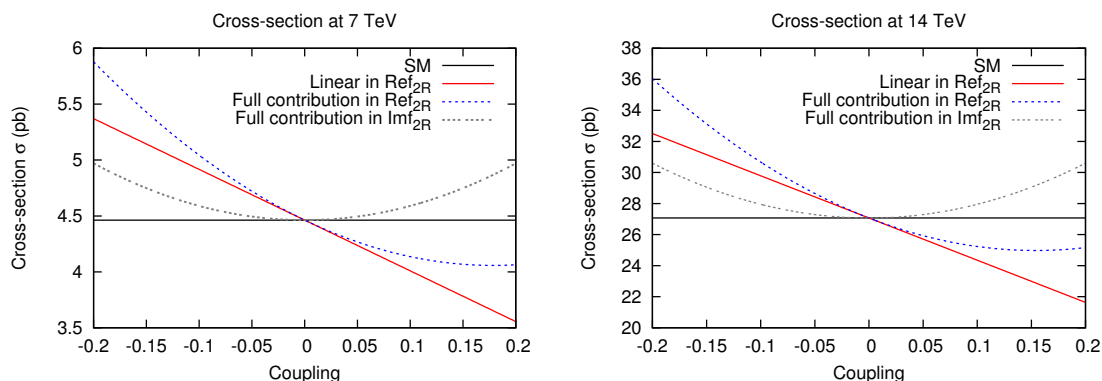 Cross-section at 7 TeV
6
5.5
5
4.5
4
3.5
-0.2 -0.15 -0.1 -0.05 0 0.05 0.1 0.15 0.2
Cross-section σ (pb)
Coupling
SM
Linear in Ref2R
Full contribution in Ref2R
Full contribution in Imf2R
Cross-section at 14 TeV
38
36
34
32
30
28
26
24
22
20
-0.2 -0.15 -0.1 -0.05 0 0.05 0.1 0.15 0.2
Cross-section σ (pb)
Coupling
SM
Linear in Ref2R
Full contribution in Ref2R
Full contribution in Imf2R